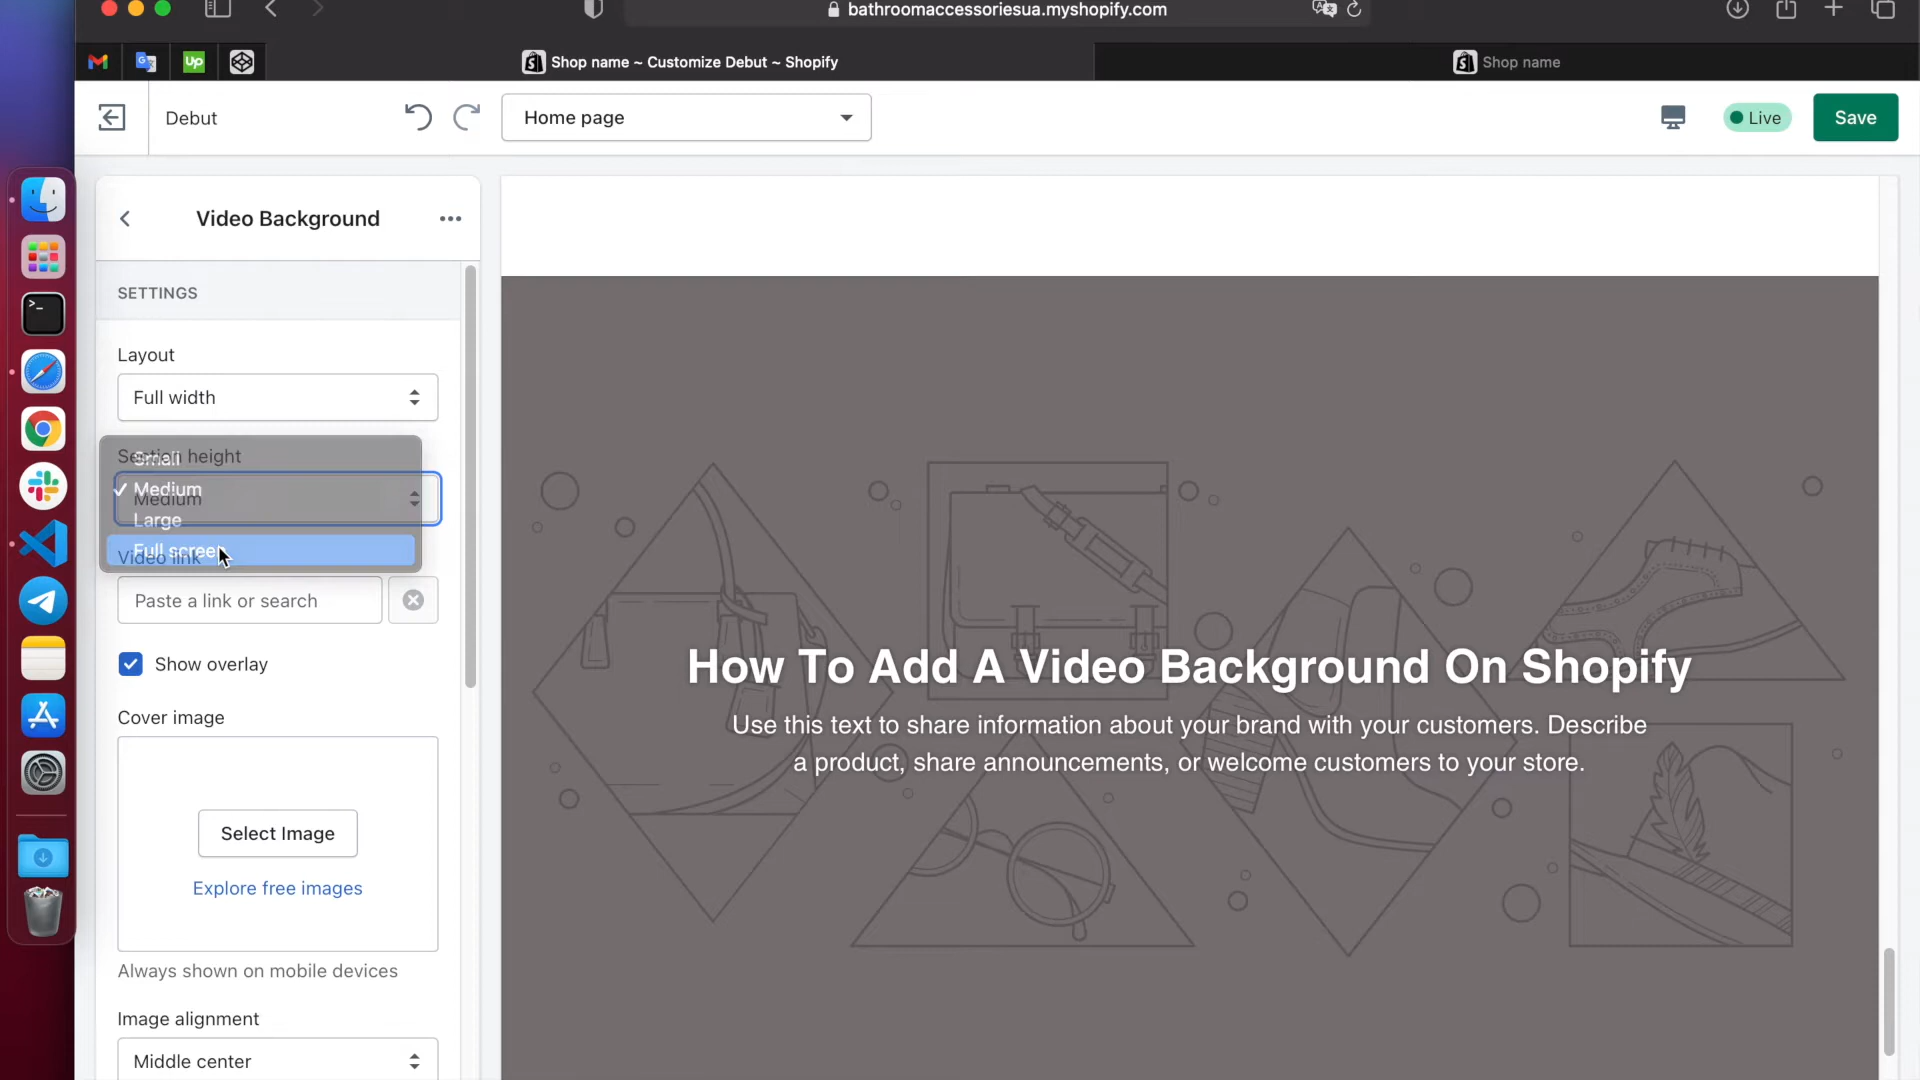 bathroomaccessoriesua.myshopify.com
up
Shop name ~ Customize Debut ~ Shopify
Shop name
Debut
Home page
Live
Save
Video Background
SETTINGS
Layout
Full width
Section height
Small
Medium
Medium
Large
Full screen
Video link
Paste a link or search
Show overlay
Cover image
Select Image
Explore free images
Always shown on mobile devices
Image alignment
Middle center
How To Add A Video Background On Shopify
Use this text to share information about your brand with your customers. Describe
a product, share announcements, or welcome customers to your store.